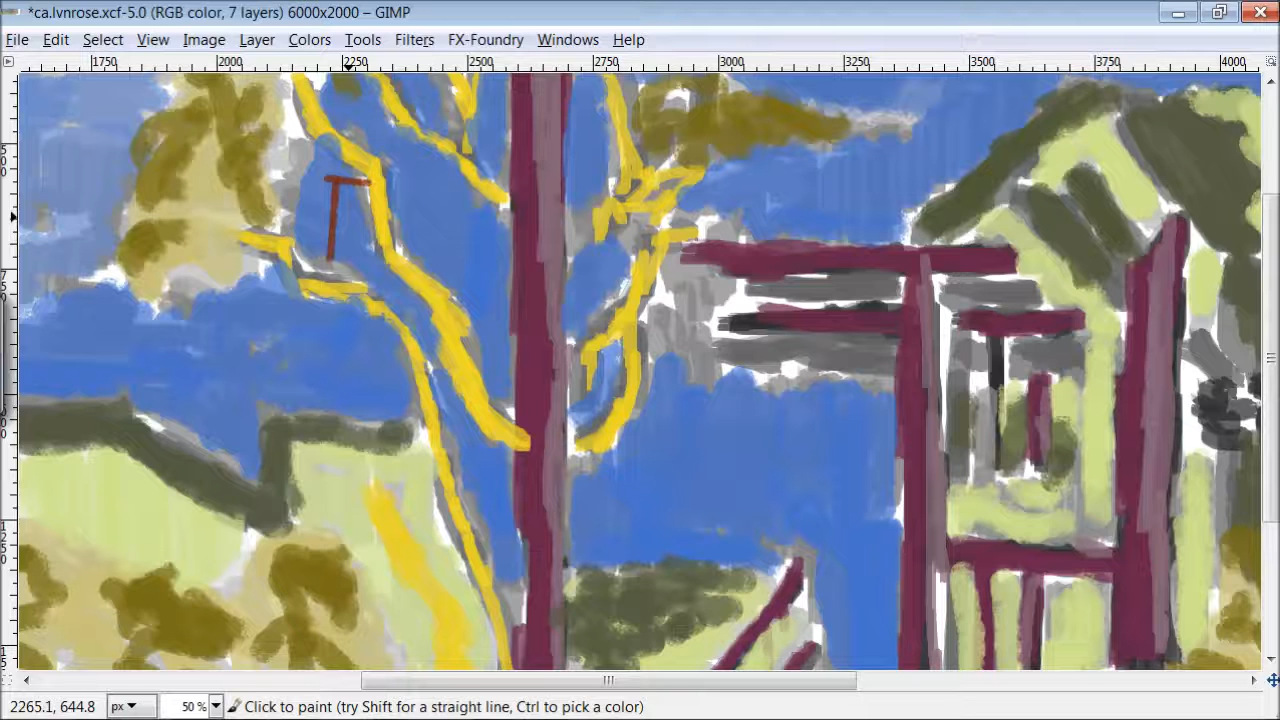 *ca.lvnrose.xcf-5.0 (RGB color, 7 layers) 6000x2000 – GIMP
File Edit Select View Image Layer Colors Tools Filters FX-Foundry Windows Help
1750 2000 2250 2500 2750 3000 3250 3500 3750 4000
2265.1, 644.8 px 50 % Click to paint (try Shift for a straight line, Ctrl to pick a color)